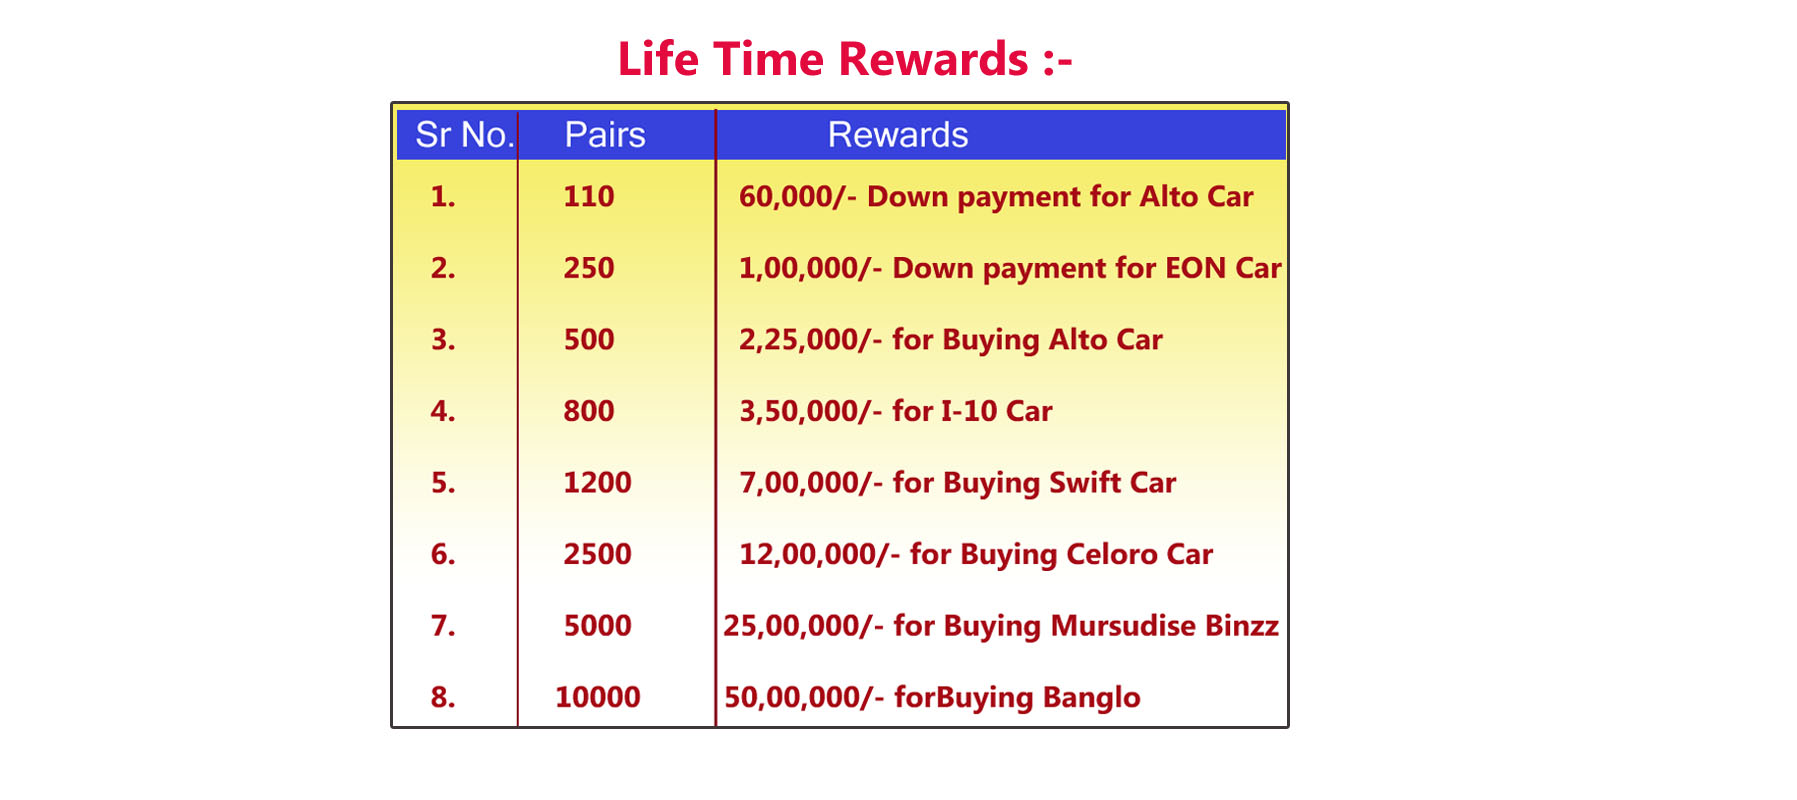 Life Time Rewards :-
Sr No. Pairs Rewards
1. 110 60,000/- Down payment for Alto Car
2. 250 1,00,000/- Down payment for EON Car
3. 500 2,25,000/- for Buying Alto Car
4. 800 3,50,000/- for I-10 Car
5. 1200 7,00,000/- for Buying Swift Car
6. 2500 12,00,000/- for Buying Celoro Car
7. 5000 25,00,000/- for Buying Mursudise Binzz
8. 10000 50,00,000/- forBuying Banglo